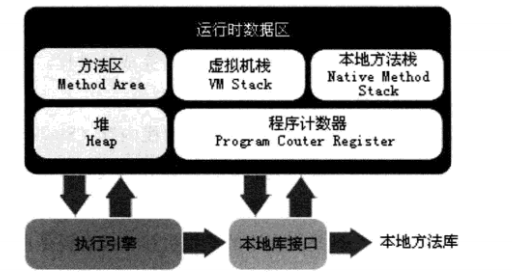 运行时数据区
方法区
Method Area
虚拟机栈
VM Stack
本地方法栈
Native Method
Stack
堆
Heap
程序计数器
Program Couter Register
执行引擎
本地库接口
本地方法库